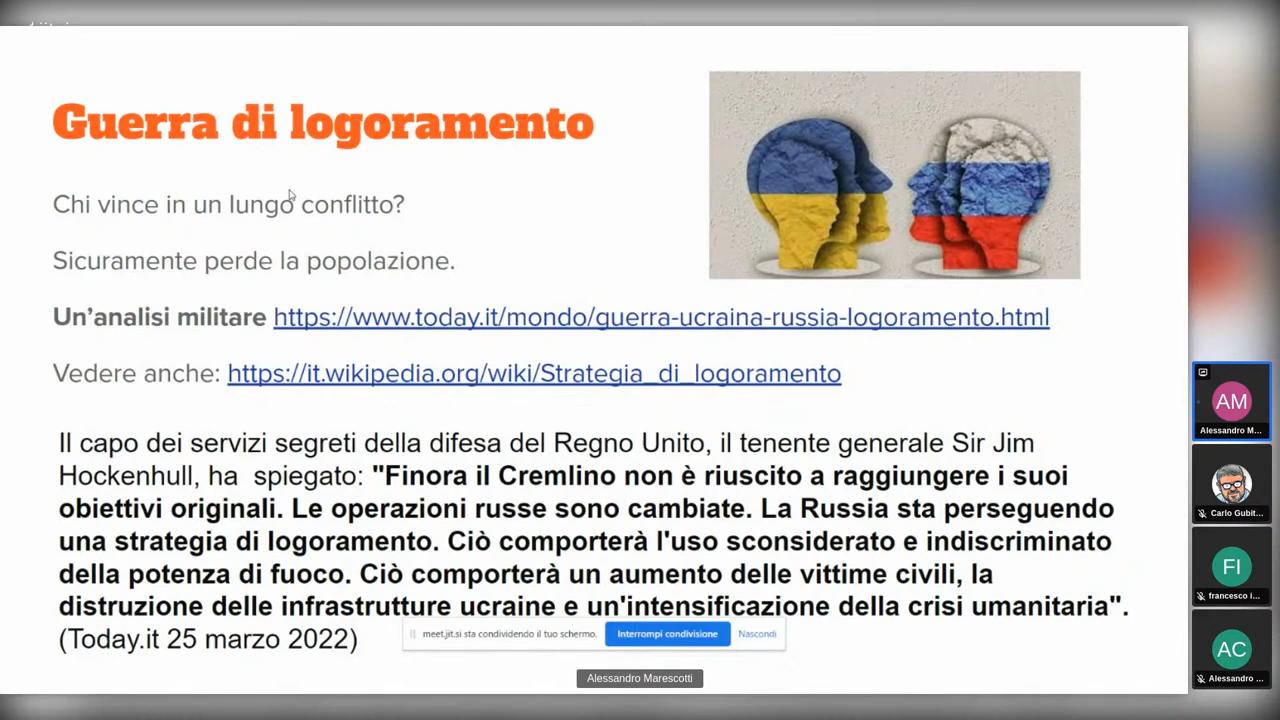 Guerra di logoramento
Chi vince in un lungo conflitto?
Sicuramente perde la popolazione.
Un’analisi militare https://www.today.it/mondo/guerra-ucraina-russia-logoramento.html
Vedere anche: https://it.wikipedia.org/wiki/Strategia_di_logoramento
Il capo dei servizi segreti della difesa del Regno Unito, il tenente generale Sir Jim
Hockenhull, ha spiegato: "Finora il Cremlino non è riuscito a raggiungere i suoi
obiettivi originali. Le operazioni russe sono cambiate. La Russia sta perseguendo
una strategia di logoramento. Ciò comporterà l'uso sconsiderato e indiscriminato
della potenza di fuoco. Ciò comporterà un aumento delle vittime civili, la
distruzione delle infrastrutture ucraine e un'intensificazione della crisi umanitaria".
(Today.it 25 marzo 2022)
meet.jit.si sta condividendo il tuo schermo. Interrompi condivisione Nascondi
Alessandro Marescotti
AM
Alessandro M...
Carlo Gubit...
FI
francesco i...
AC
Alessandro ...